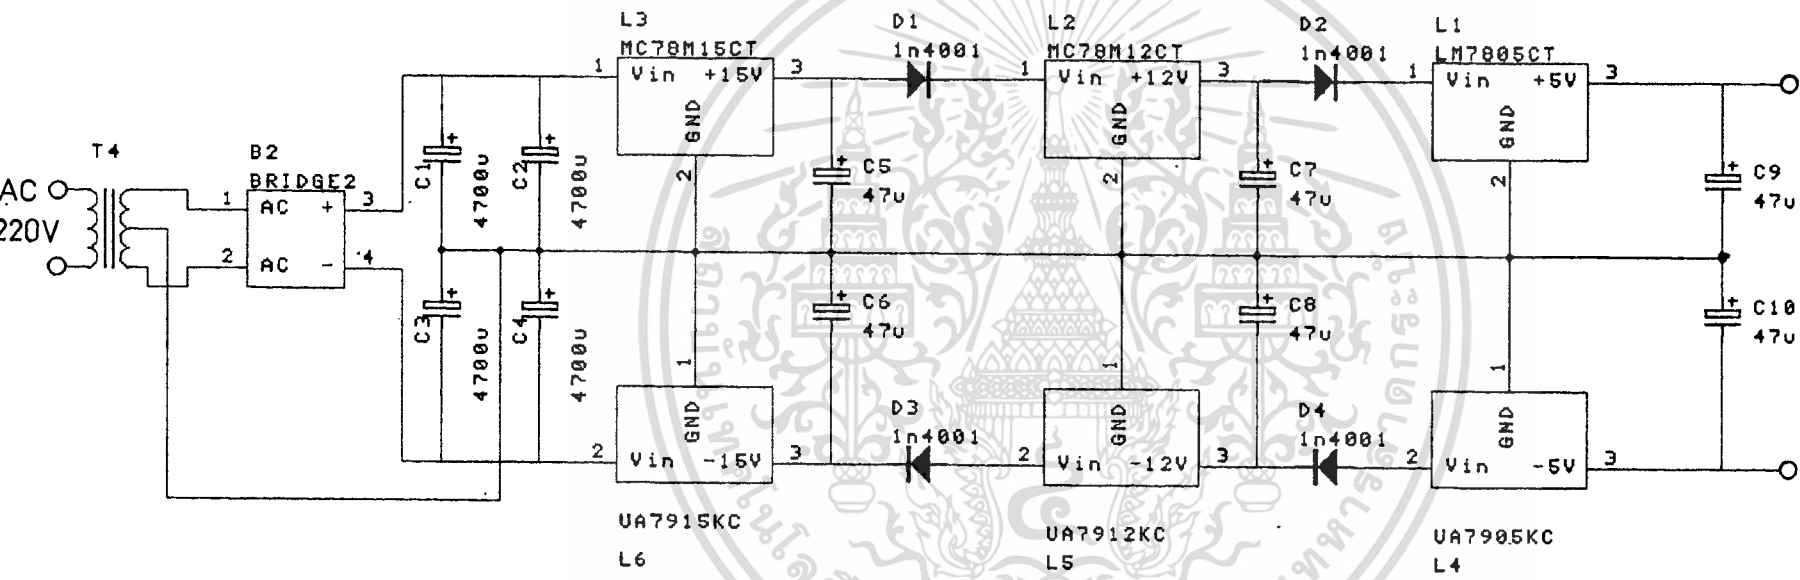 L3
MC78M15CT
1 Vin +15V 3
GND
2
D1
1n4001
L2
MC78M12CT
1 Vin +12V 3
GND
2
D2
1n4001
L1
LM7805CT
1 Vin +5V 3
GND
2
T4
AC
220V
B2
BRIDGE2
1 AC + 3
2 AC - 4
C1
4700u
C2
4700u
C3
4700u
C4
4700u
C5
47u
C6
47u
C7
47u
C8
47u
C9
47u
C10
47u
1
GND
2 Vin -15V 3
UA7915KC
L6
D3
1n4001
1
GND
2 Vin -12V 3
UA7912KC
L5
D4
1n4001
1
GND
2 Vin -5V 3
UA7905KC
L4